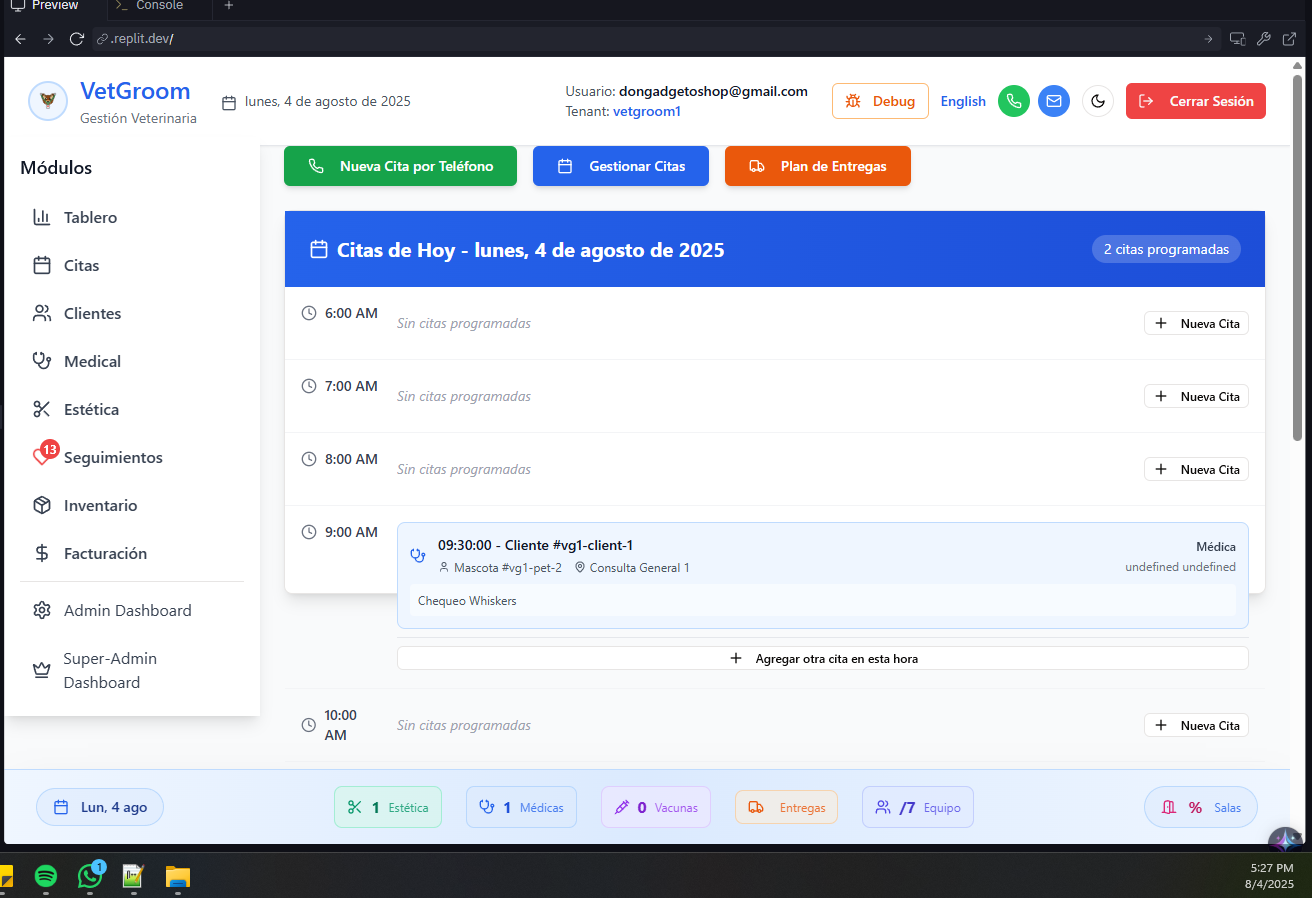 Preview
Console
.replit.dev/
VetGroom
Gestión Veterinaria
lunes, 4 de agosto de 2025
Usuario: dongadgetoshop@gmail.com
Tenant: vetgroom1
Debug
English
Cerrar Sesión
Módulos
Tablero
Citas
Clientes
Medical
Estética
13
Seguimientos
Inventario
Facturación
Admin Dashboard
Super-Admin
Dashboard
Nueva Cita por Teléfono
Gestionar Citas
Plan de Entregas
Citas de Hoy - lunes, 4 de agosto de 2025
2 citas programadas
6:00 AM
Sin citas programadas
Nueva Cita
7:00 AM
Sin citas programadas
Nueva Cita
8:00 AM
Sin citas programadas
Nueva Cita
9:00 AM
09:30:00 - Cliente #vg1-client-1
Médica
Mascota #vg1-pet-2
Consulta General 1
undefined undefined
Chequeo Whiskers
Agregar otra cita en esta hora
10:00
AM
Sin citas programadas
Nueva Cita
Lun, 4 ago
1 Estética
1 Médicas
0 Vacunas
Entregas
/7 Equipo
% Salas
1
5:27 PM
8/4/2025